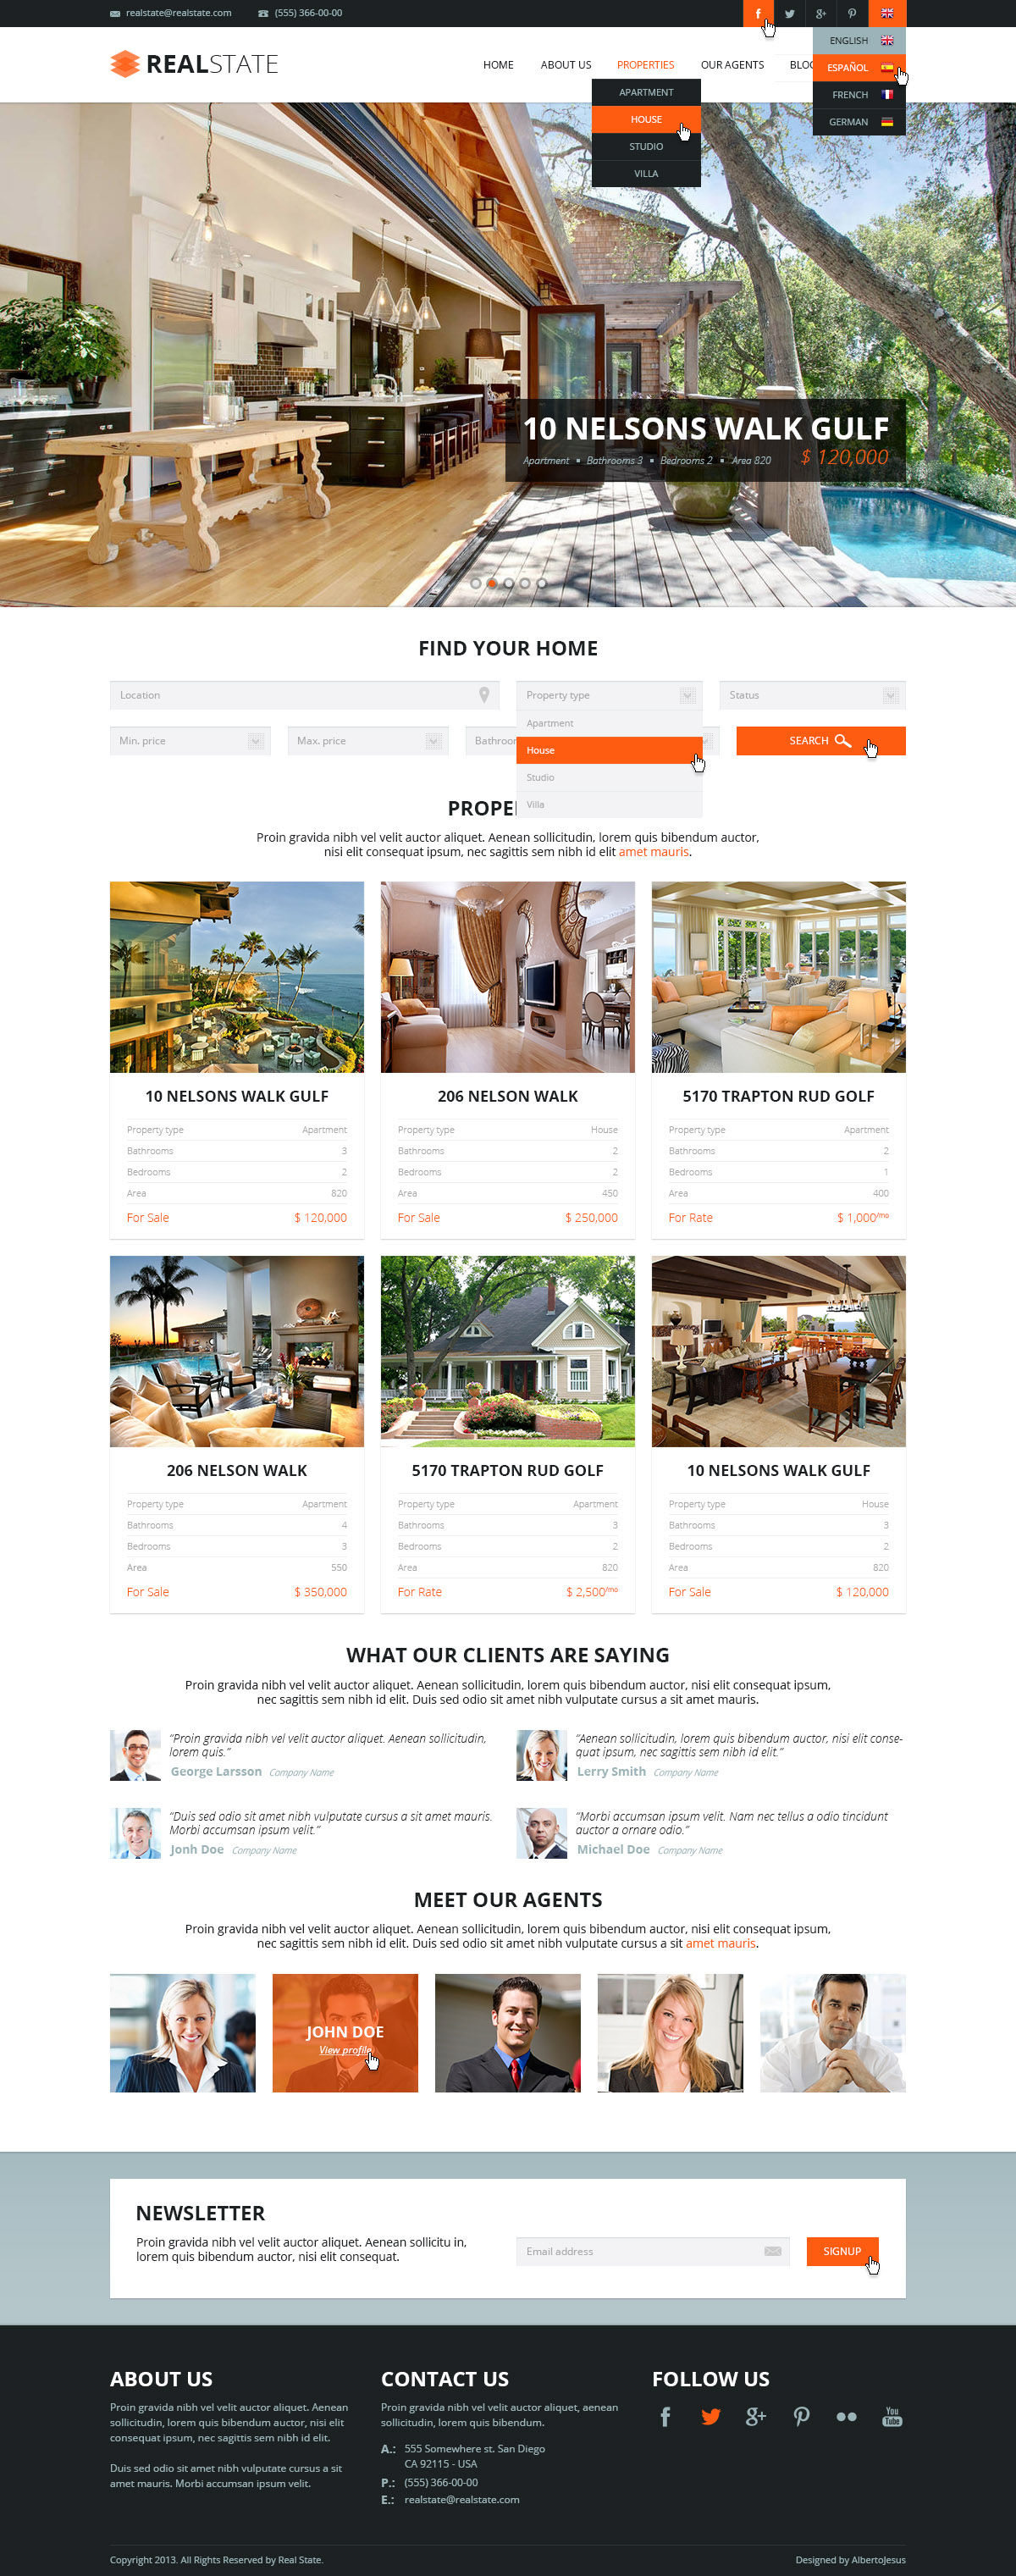 realstate@realstate.com (555) 366-00-00
REALSTATE
HOME ABOUT US PROPERTIES OUR AGENTS BLOG
ENGLISH
ESPAÑOL
FRENCH
GERMAN
APARTMENT
HOUSE
STUDIO
VILLA
10 NELSONS WALK GULF
Apartment Bathrooms 3 Bedrooms 2 Area 820 $ 120,000
FIND YOUR HOME
Location Property type Status
Min. price Max. price Bathroom SEARCH
Apartment
House
Studio
Villa
PROPE
Proin gravida nibh vel velit auctor aliquet. Aenean sollicitudin, lorem quis bibendum auctor,
nisi elit consequat ipsum, nec sagittis sem nibh id elit amet mauris.
10 NELSONS WALK GULF
Property type Apartment
Bathrooms 3
Bedrooms 2
Area 820
For Sale $ 120,000
206 NELSON WALK
Property type House
Bathrooms 2
Bedrooms 2
Area 450
For Sale $ 250,000
5170 TRAPTON RUD GOLF
Property type Apartment
Bathrooms 2
Bedrooms 1
Area 400
For Rate $ 1,000/mo
206 NELSON WALK
Property type Apartment
Bathrooms 4
Bedrooms 3
Area 550
For Sale $ 350,000
5170 TRAPTON RUD GOLF
Property type Apartment
Bathrooms 3
Bedrooms 2
Area 820
For Rate $ 2,500/mo
10 NELSONS WALK GULF
Property type House
Bathrooms 3
Bedrooms 2
Area 820
For Sale $ 120,000
WHAT OUR CLIENTS ARE SAYING
Proin gravida nibh vel velit auctor aliquet. Aenean sollicitudin, lorem quis bibendum auctor, nisi elit consequat ipsum,
nec sagittis sem nibh id elit. Duis sed odio sit amet nibh vulputate cursus a sit amet mauris.
“Proin gravida nibh vel velit auctor aliquet. Aenean sollicitudin,
lorem quis.”
George Larsson Company Name
“Aenean sollicitudin, lorem quis bibendum auctor, nisi elit conse-
quat ipsum, nec sagittis sem nibh id elit.”
Lerry Smith Company Name
“Duis sed odio sit amet nibh vulputate cursus a sit amet mauris.
Morbi accumsan ipsum velit.“
Jonh Doe Company Name
“Morbi accumsan ipsum velit. Nam nec tellus a odio tincidunt
auctor a ornare odio.”
Michael Doe Company Name
MEET OUR AGENTS
Proin gravida nibh vel velit auctor aliquet. Aenean sollicitudin, lorem quis bibendum auctor, nisi elit consequat ipsum,
nec sagittis sem nibh id elit. Duis sed odio sit amet nibh vulputate cursus a sit amet mauris.
JOHN DOE
View profile
NEWSLETTER
Proin gravida nibh vel velit auctor aliquet. Aenean sollicitu in,
lorem quis bibendum auctor, nisi elit consequat.
Email address SIGNUP
ABOUT US
Proin gravida nibh vel velit auctor aliquet. Aenean
sollicitudin, lorem quis bibendum auctor, nisi elit
consequat ipsum, nec sagittis sem nibh id elit.
Duis sed odio sit amet nibh vulputate cursus a sit
amet mauris. Morbi accumsan ipsum velit.
CONTACT US
Proin gravida nibh vel velit auctor aliquet, aenean
sollicitudin, lorem quis bibendum.
A.: 555 Somewhere st. San Diego
CA 92115 - USA
P.: (555) 366-00-00
E.: realstate@realstate.com
FOLLOW US
You Tube
Copyright 2013. All Rights Reserved by Real State. Designed by AlbertoJesus